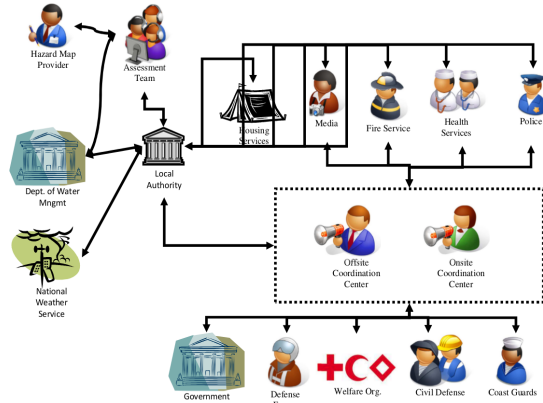 Hazard Map
Provider
Assessment
Team
Housing
Services
Media
Fire Service
Health
Services
Police
Local
Authority
Dept. of Water
Mngmt
National
Weather
Service
Offsite
Coordination
Center
Onsite
Coordination
Center
Government
Defense
Welfare Org.
Civil Defense
Coast Guards